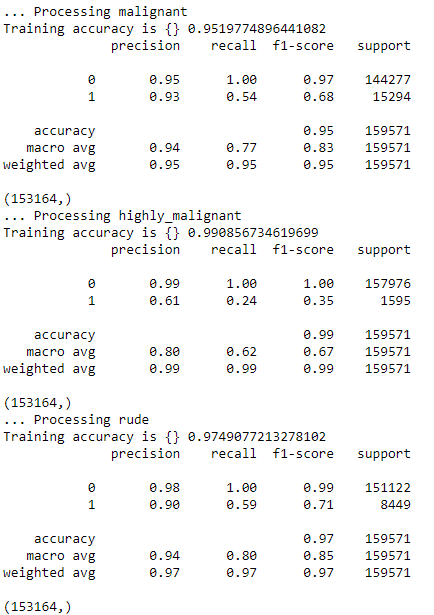 ... Processing malignant
Training accuracy is {} 0.9519774896441082
precision recall f1-score support
0 0.95 1.00 0.97 144277
1 0.93 0.54 0.68 15294
accuracy 0.95 159571
macro avg 0.94 0.77 0.83 159571
weighted avg 0.95 0.95 0.95 159571
(153164,)
... Processing highly_malignant
Training accuracy is {} 0.990856734619699
precision recall f1-score support
0 0.99 1.00 1.00 157976
1 0.61 0.24 0.35 1595
accuracy 0.99 159571
macro avg 0.80 0.62 0.67 159571
weighted avg 0.99 0.99 0.99 159571
(153164,)
... Processing rude
Training accuracy is {} 0.9749077213278102
precision recall f1-score support
0 0.98 1.00 0.99 151122
1 0.90 0.59 0.71 8449
accuracy 0.97 159571
macro avg 0.94 0.80 0.85 159571
weighted avg 0.97 0.97 0.97 159571
(153164,)